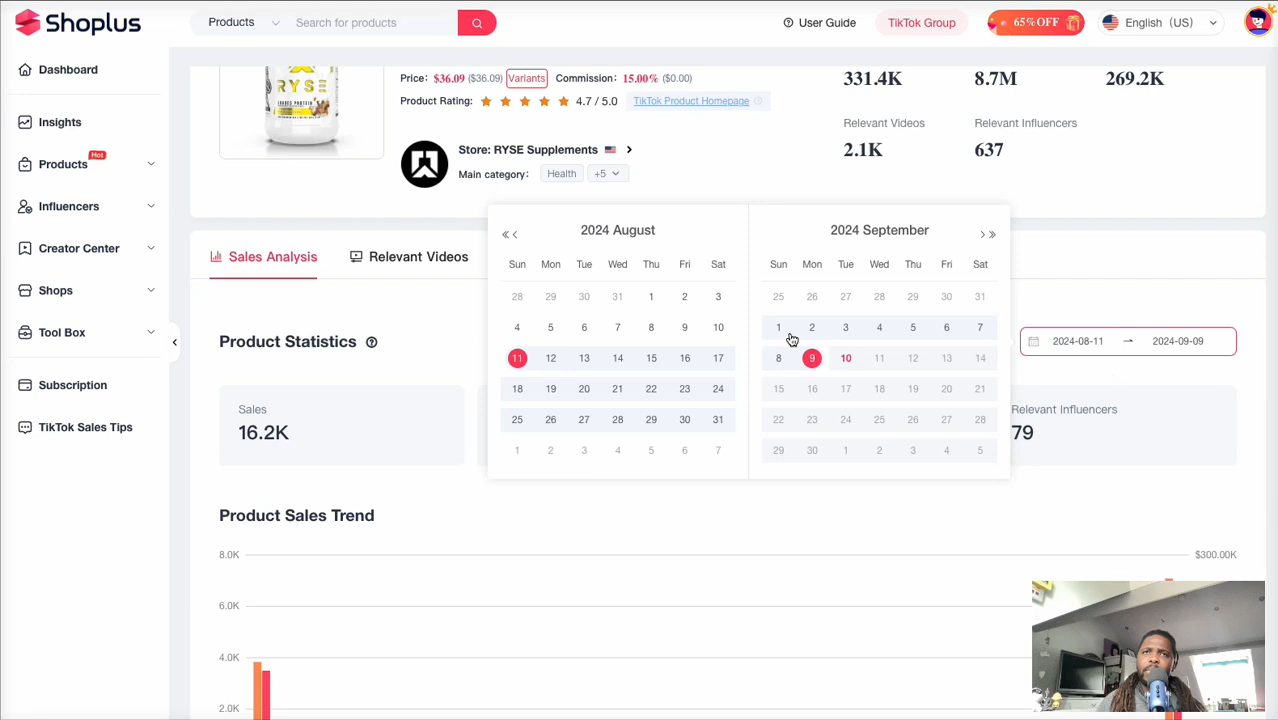 Shoplus
Products
Search for products
User Guide
TikTok Group
65%OFF
English (US)
Dashboard
Insights
Products
Hot
Influencers
Creator Center
Shops
Tool Box
Subscription
TikTok Sales Tips
RYSE
LOADED PROTEIN
Price: $36.09 ($36.09) Variants Commission: 15.00% ($0.00)
Product Rating: 4.7 / 5.0 TikTok Product Homepage
Store: RYSE Supplements
Main category: Health +5
331.4K 8.7M 269.2K
Relevant Videos Relevant Influencers
2.1K 637
Sales Analysis Relevant Videos
2024 August
Sun Mon Tue Wed Thu Fri Sat
28 29 30 31 1 2 3
4 5 6 7 8 9 10
11 12 13 14 15 16 17
18 19 20 21 22 23 24
25 26 27 28 29 30 31
1 2 3 4 5 6 7
2024 September
Sun Mon Tue Wed Thu Fri Sat
25 26 27 28 29 30 31
1 2 3 4 5 6 7
8 9 10 11 12 13 14
15 16 17 18 19 20 21
22 23 24 25 26 27 28
29 30 1 2 3 4 5
Product Statistics
2024-08-11 → 2024-09-09
Sales
16.2K
Relevant Influencers
79
Product Sales Trend
8.0K
$300.00K
6.0K
4.0K
2.0K